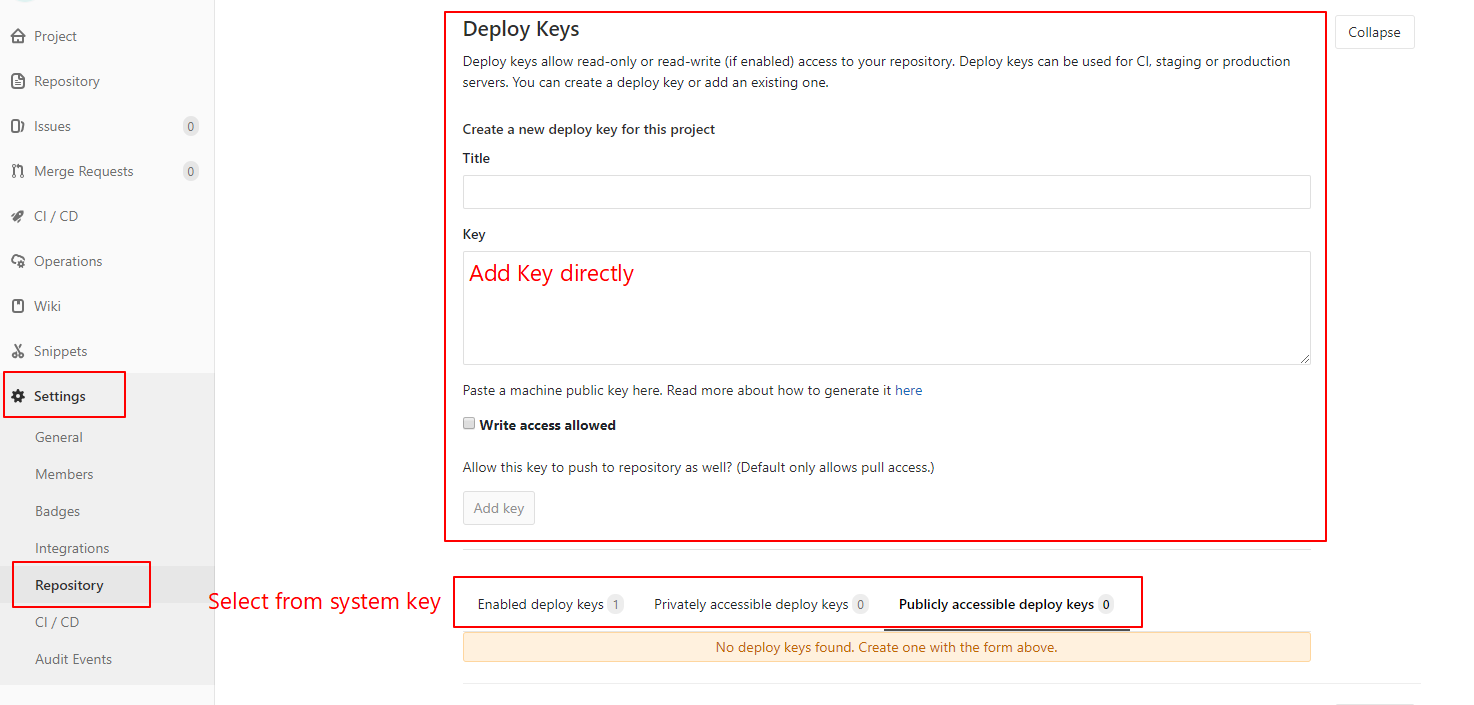 Project
Repository
Issues 0
Merge Requests 0
CI / CD
Operations
Wiki
Snippets
Settings
General
Members
Badges
Integrations
Repository
CI / CD
Audit Events
Deploy Keys
Collapse
Deploy keys allow read-only or read-write (if enabled) access to your repository. Deploy keys can be used for CI, staging or production
servers. You can create a deploy key or add an existing one.
Create a new deploy key for this project
Title
Key
Add Key directly
Paste a machine public key here. Read more about how to generate it here
Write access allowed
Allow this key to push to repository as well? (Default only allows pull access.)
Add key
Select from system key
Enabled deploy keys 1 Privately accessible deploy keys 0 Publicly accessible deploy keys 0
No deploy keys found. Create one with the form above.